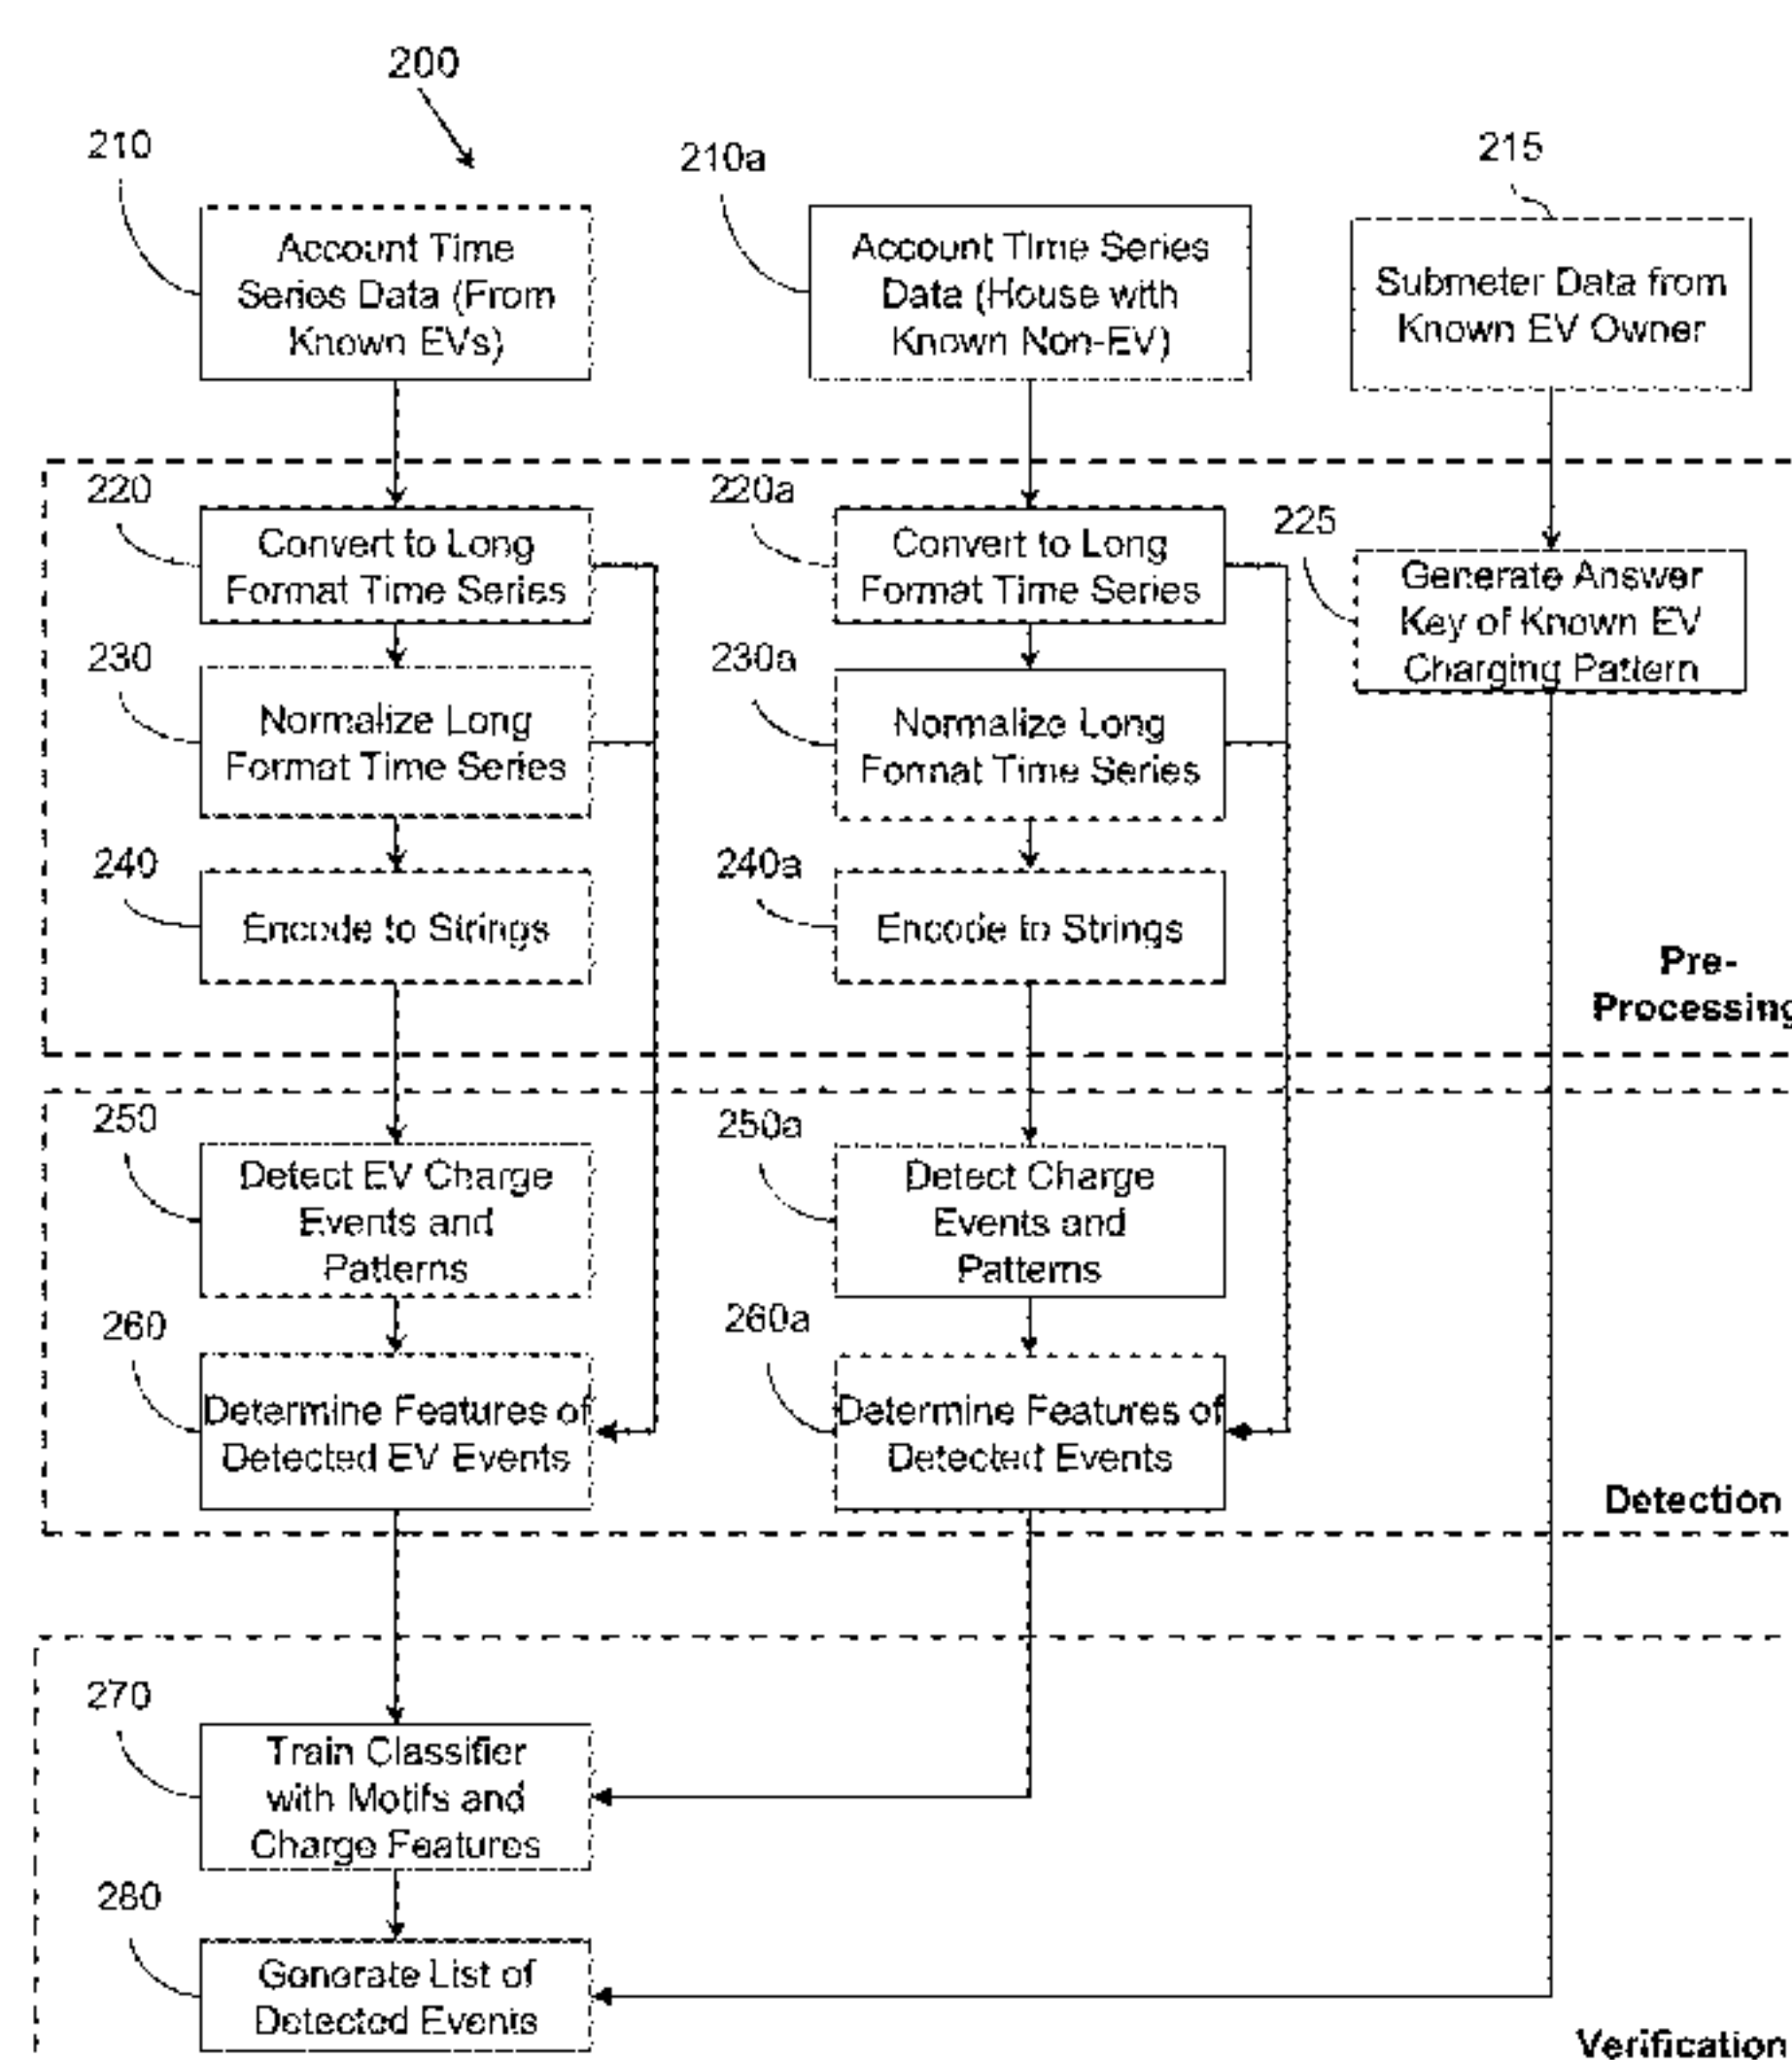 200
210
210a
215
Account Time
Series Data (From
Known EVs)
Account Time Series
Data (House with
Known Non-EV)
Submeter Data from
Known EV Owner
220
220a
225
Convert to Long
Format Time Series
Convert to Long
Format Time Series
Generate Answer
Key of Known EV
Charging Pattern
230
230a
Normalize Long
Format Time Series
Normalize Long
Format Time Series
240
240a
Encode to Strings
Encode to Strings
Pre-
Processing
250
250a
Detect EV Charge
Events and
Patterns
Detect Charge
Events and
Patterns
260
260a
Determine Features of
Detected EV Events
Determine Features of
Detected Events
Detection
270
Train Classifier
with Motifs and
Charge Features
280
Generate List of
Detected Events
Verification